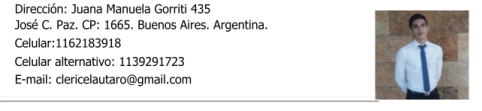 Dirección: Juana Manuela Gorriti 435
José C. Paz. CP: 1665. Buenos Aires. Argentina.
Celular:1162183918
Celular alternativo: 1139291723
E-mail: clericelautaro@gmail.com